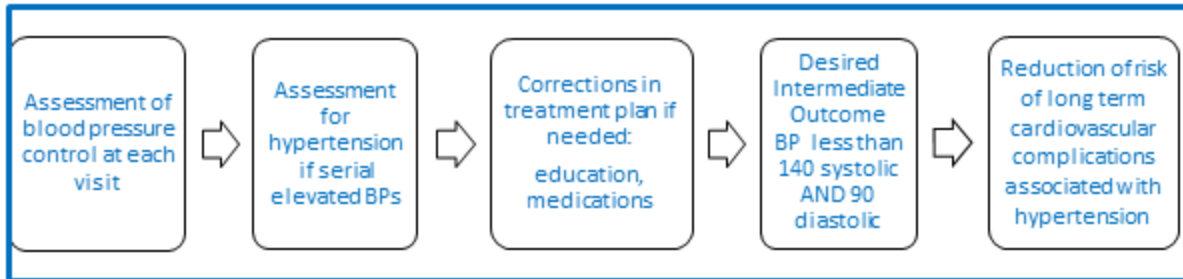 Assessment of
blood pressure
control at each
visit
Assessment
for
hypertension
if serial
elevated BPs
Corrections in
treatment plan if
needed:
education,
medications
Desired
Intermediate
Outcome
BP less than
140 systolic
AND 90
diastolic
Reduction of risk
of long term
cardiovascular
complications
associated with
hypertension